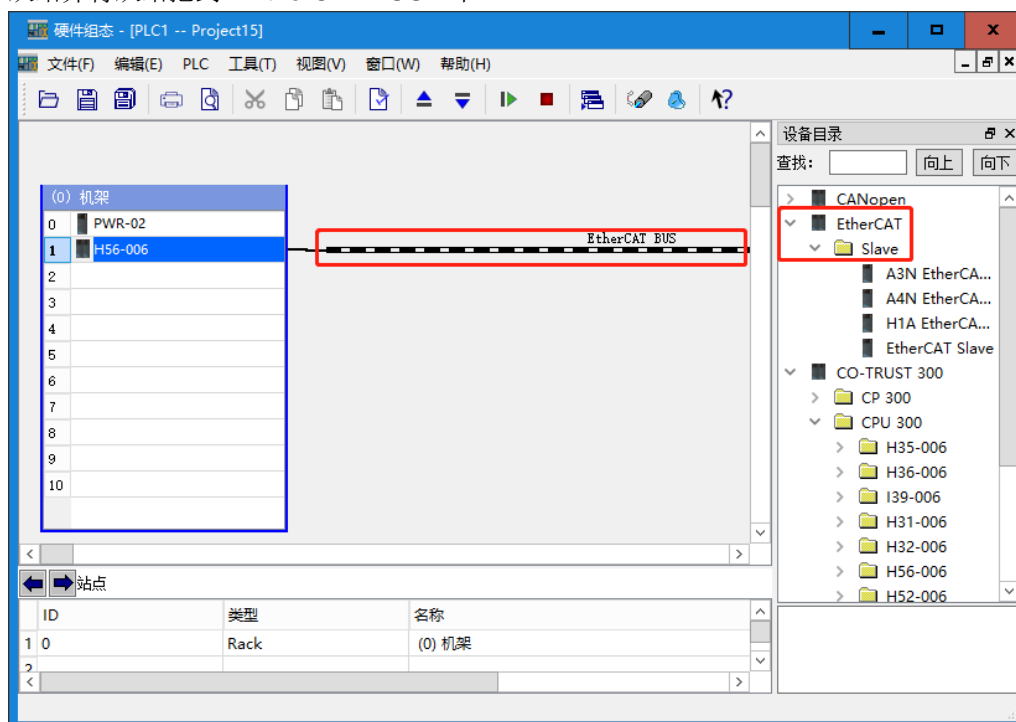 硬件组态 - [PLC1 -- Project15]
文件(F) 编辑(E) PLC 工具(T) 视图(V) 窗口(W) 帮助(H)
设备目录
查找: 向上 向下
(0) 机架
0 PWR-02
1 H56-006
2
3
4
5
6
7
8
9
10
EtherCAT BUS
CANopen
EtherCAT
Slave
A3N EtherCA...
A4N EtherCA...
H1A EtherCA...
EtherCAT Slave
CO-TRUST 300
CP 300
CPU 300
H35-006
H36-006
I39-006
H31-006
H32-006
H56-006
H52-006
站点
ID 类型 名称
1 0 Rack (0) 机架
2